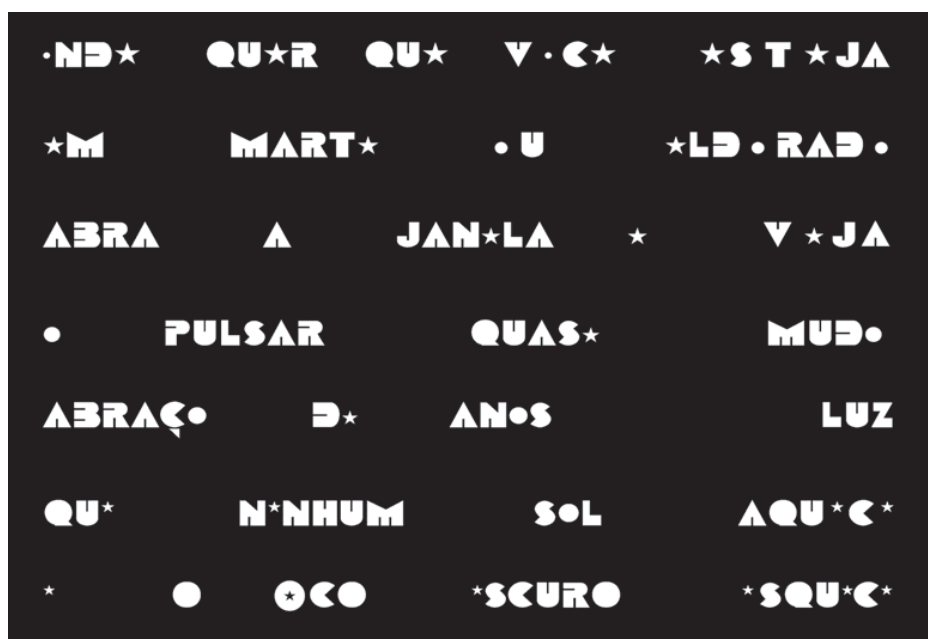 •ND★ QU★R QU★ V•C★ ★ST★JA
★M MART★ •U ★LD•RAD•
ABRA A JAN★LA ★ V★JA
• PULSAR QUAS★ MUD•
ABRAÇ• D★ AN•S LUZ
QU★ N★NHUM S•L AQU★C★
★ O OCO ★SCURO ★SQU★C★